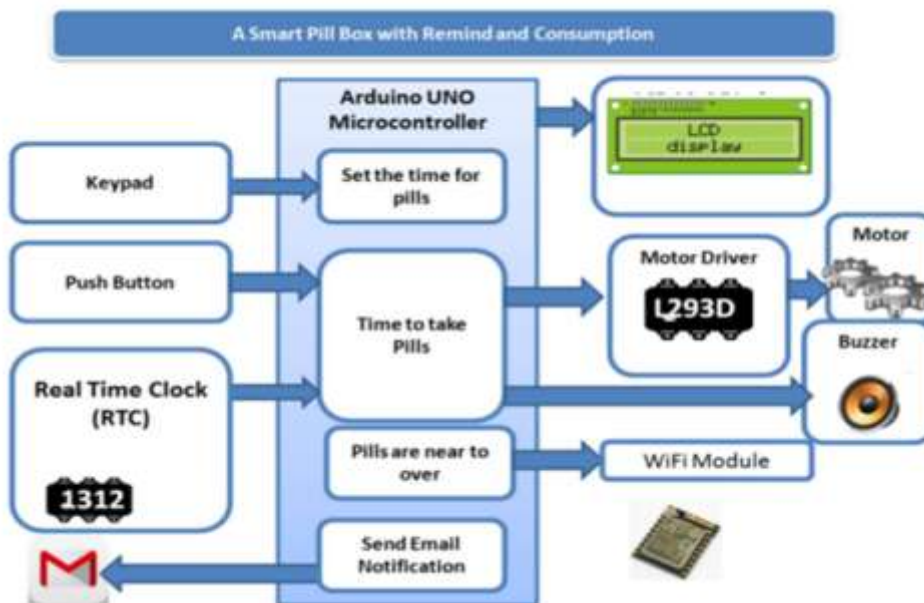 A Smart Pill Box with Remind and Consumption
Arduino UNO
Microcontroller
LCD
display
Keypad
Set the time for
pills
Push Button
Time to take
Pills
Motor Driver
L293D
Motor
Buzzer
Real Time Clock
(RTC)
1312
Pills are near to
over
WiFi Module
Send Email
Notification